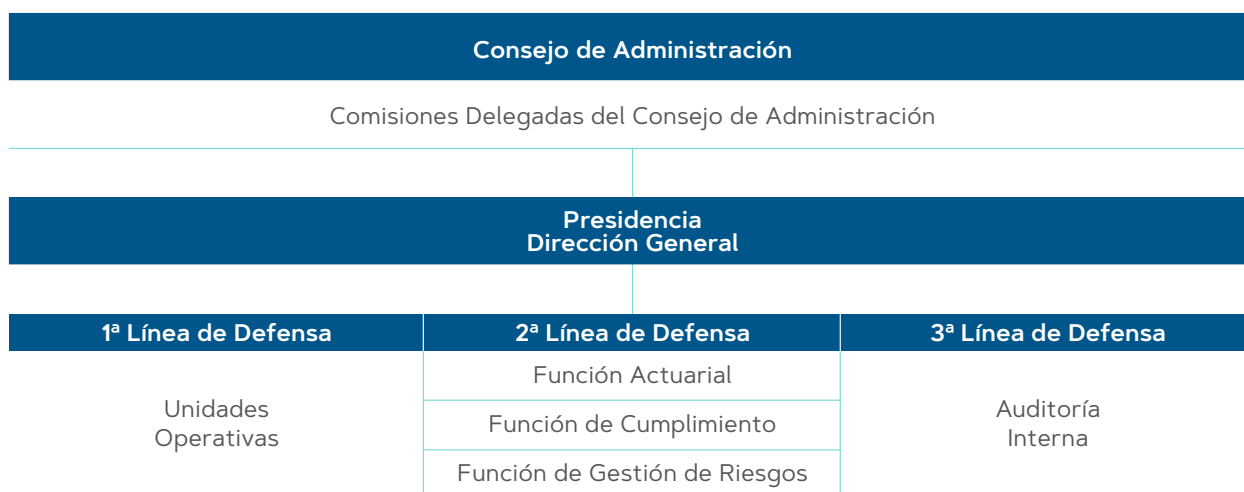 Consejo de Administración
Comisiones Delegadas del Consejo de Administración
Presidencia
Dirección General
1ª Línea de Defensa
2ª Línea de Defensa
3ª Línea de Defensa
Unidades
Operativas
Función Actuarial
Función de Cumplimiento
Función de Gestión de Riesgos
Auditoría
Interna